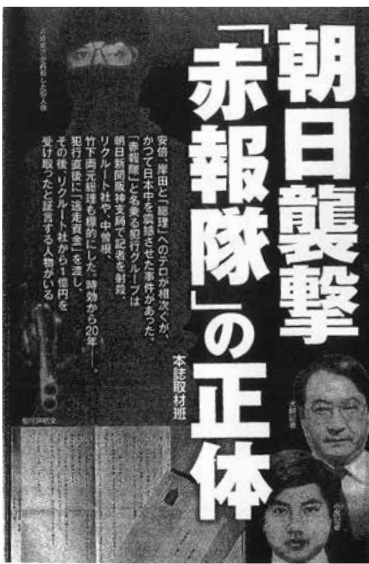 朝日襲撃
「赤報隊」の正体
本誌取材班
安倍、岸田と「総理」へのテロが相次ぐが、
かつて日本中を震撼させた事件があった。
「赤報隊」と名乗る犯行グループは
朝日新聞阪神支局で記者を射殺、
リクルート社や、中曽根、
竹下両元総理も標的にした。時効から20年――。
犯行直後に「逃走資金」を渡し、
その後、「リクルート社から1億円を
受け取った」と証言する人物がいる
犯行声明文